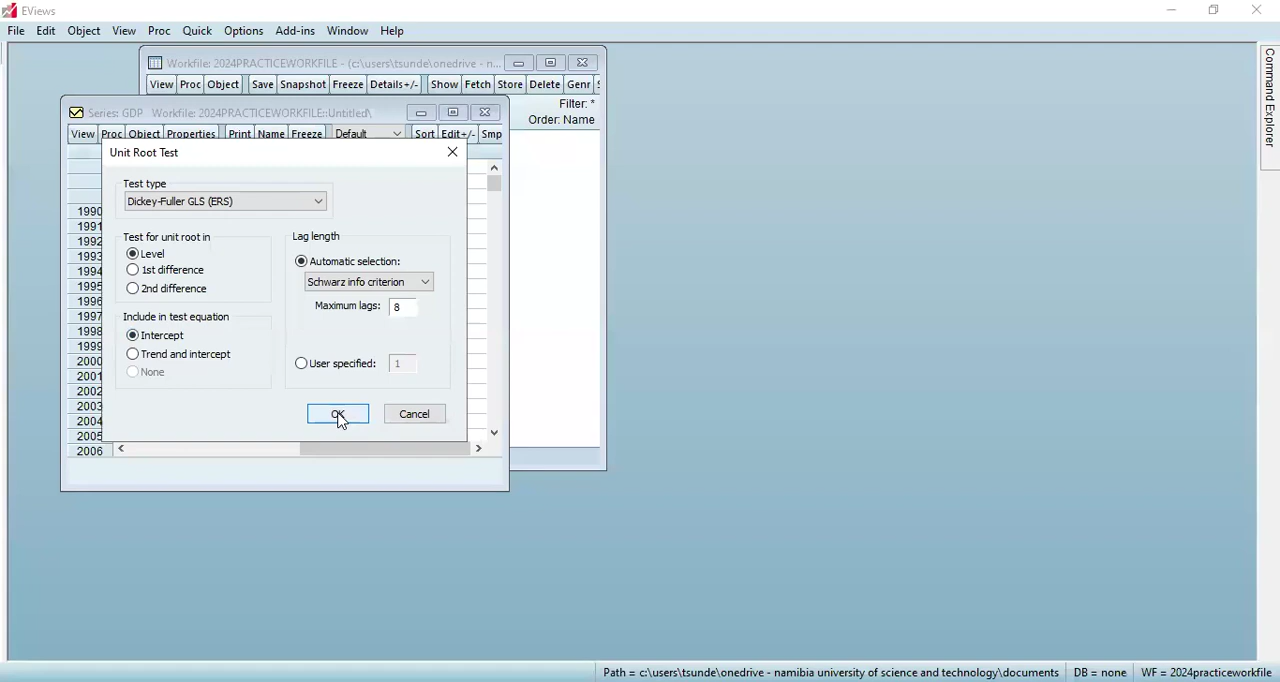 EViews
File Edit Object View Proc Quick Options Add-ins Window Help
Workfile: 2024PRACTICEWORKFILE - (c:\users\tsunde\onedrive - n...
View Proc Object Save Snapshot Freeze Details+/- Show Fetch Store Delete Genr S
Filter: *
Order: Name
Series: GDP Workfile: 2024PRACTICEWORKFILE::Untitled\
View Proc Object Properties Print Name Freeze Default Sort Edit+/- Smp
Unit Root Test
Test type
Dickey-Fuller GLS (ERS)
Test for unit root in
Level
1st difference
2nd difference
Include in test equation
Intercept
Trend and intercept
None
Lag length
Automatic selection:
Schwarz info criterion
Maximum lags: 8
User specified: 1
OK Cancel
1990
1991
1992
1993
1994
1995
1996
1997
1998
1999
2000
2001
2002
2003
2004
2005
2006
Command Explorer
Path = c:\users\tsunde\onedrive - namibia university of science and technology\documents DB = none WF = 2024practiceworkfile